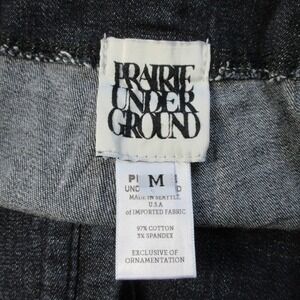 PRAIRIE
UNDER
GROUND
M
MADE IN SEATTLE
U.S.A
of IMPORTED FABRIC
97% COTTON
3% SPANDEX
EXCLUSIVE OF
ORNAMENTATION